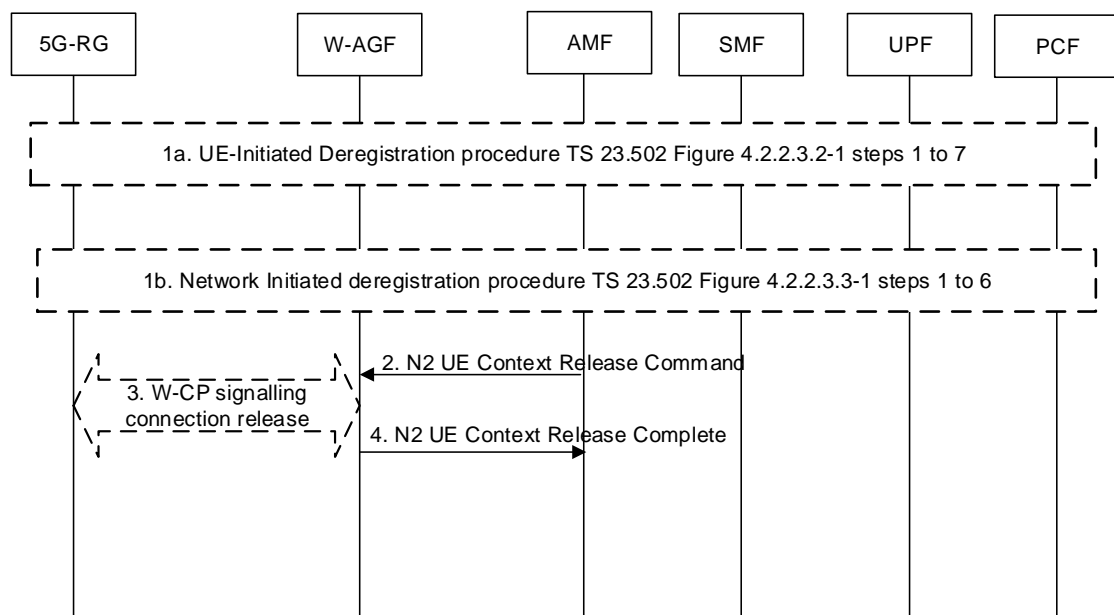 5G-RG
W-AGF
AMF
SMF
UPF
PCF
1a. UE-Initiated Deregistration procedure TS 23.502 Figure 4.2.2.3.2-1 steps 1 to 7
1b. Network Initiated deregistration procedure TS 23.502 Figure 4.2.2.3.3-1 steps 1 to 6
2. N2 UE Context Release Command
3. W-CP signalling
connection release
4. N2 UE Context Release Complete